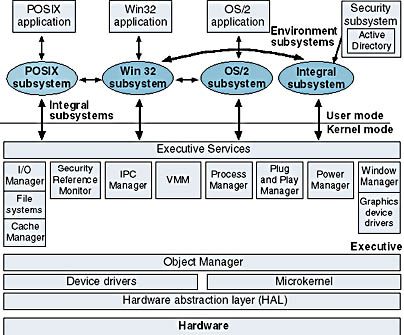 POSIX
application
Win32
application
OS/2
application
Security
subsystem
Active
Directory
Environment
subsystems
POSIX
subsystem
Win 32
subsystem
OS/2
subsystem
Integral
subsystem
Integral
subsystems
User mode
Kernel mode
Executive Services
I/O
Manager
File
systems
Cache
Manager
Security
Reference
Monitor
IPC
Manager
VMM
Process
Manager
Plug
and Play
Manager
Power
Manager
Window
Manager
Graphics
device
drivers
Executive
Object Manager
Device drivers
Microkernel
Hardware abstraction layer (HAL)
Hardware